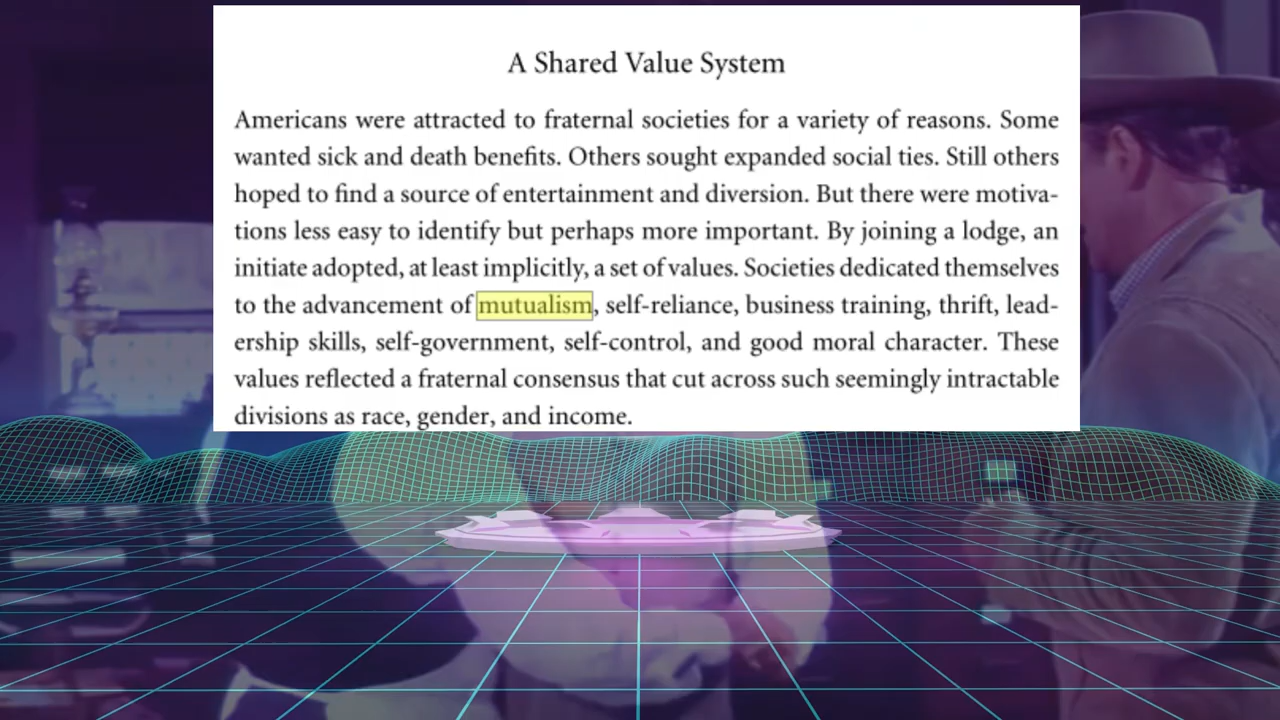 A Shared Value System
Americans were attracted to fraternal societies for a variety of reasons. Some
wanted sick and death benefits. Others sought expanded social ties. Still others
hoped to find a source of entertainment and diversion. But there were motiva-
tions less easy to identify but perhaps more important. By joining a lodge, an
initiate adopted, at least implicitly, a set of values. Societies dedicated themselves
to the advancement of mutualism, self-reliance, business training, thrift, lead-
ership skills, self-government, self-control, and good moral character. These
values reflected a fraternal consensus that cut across such seemingly intractable
divisions as race, gender, and income.